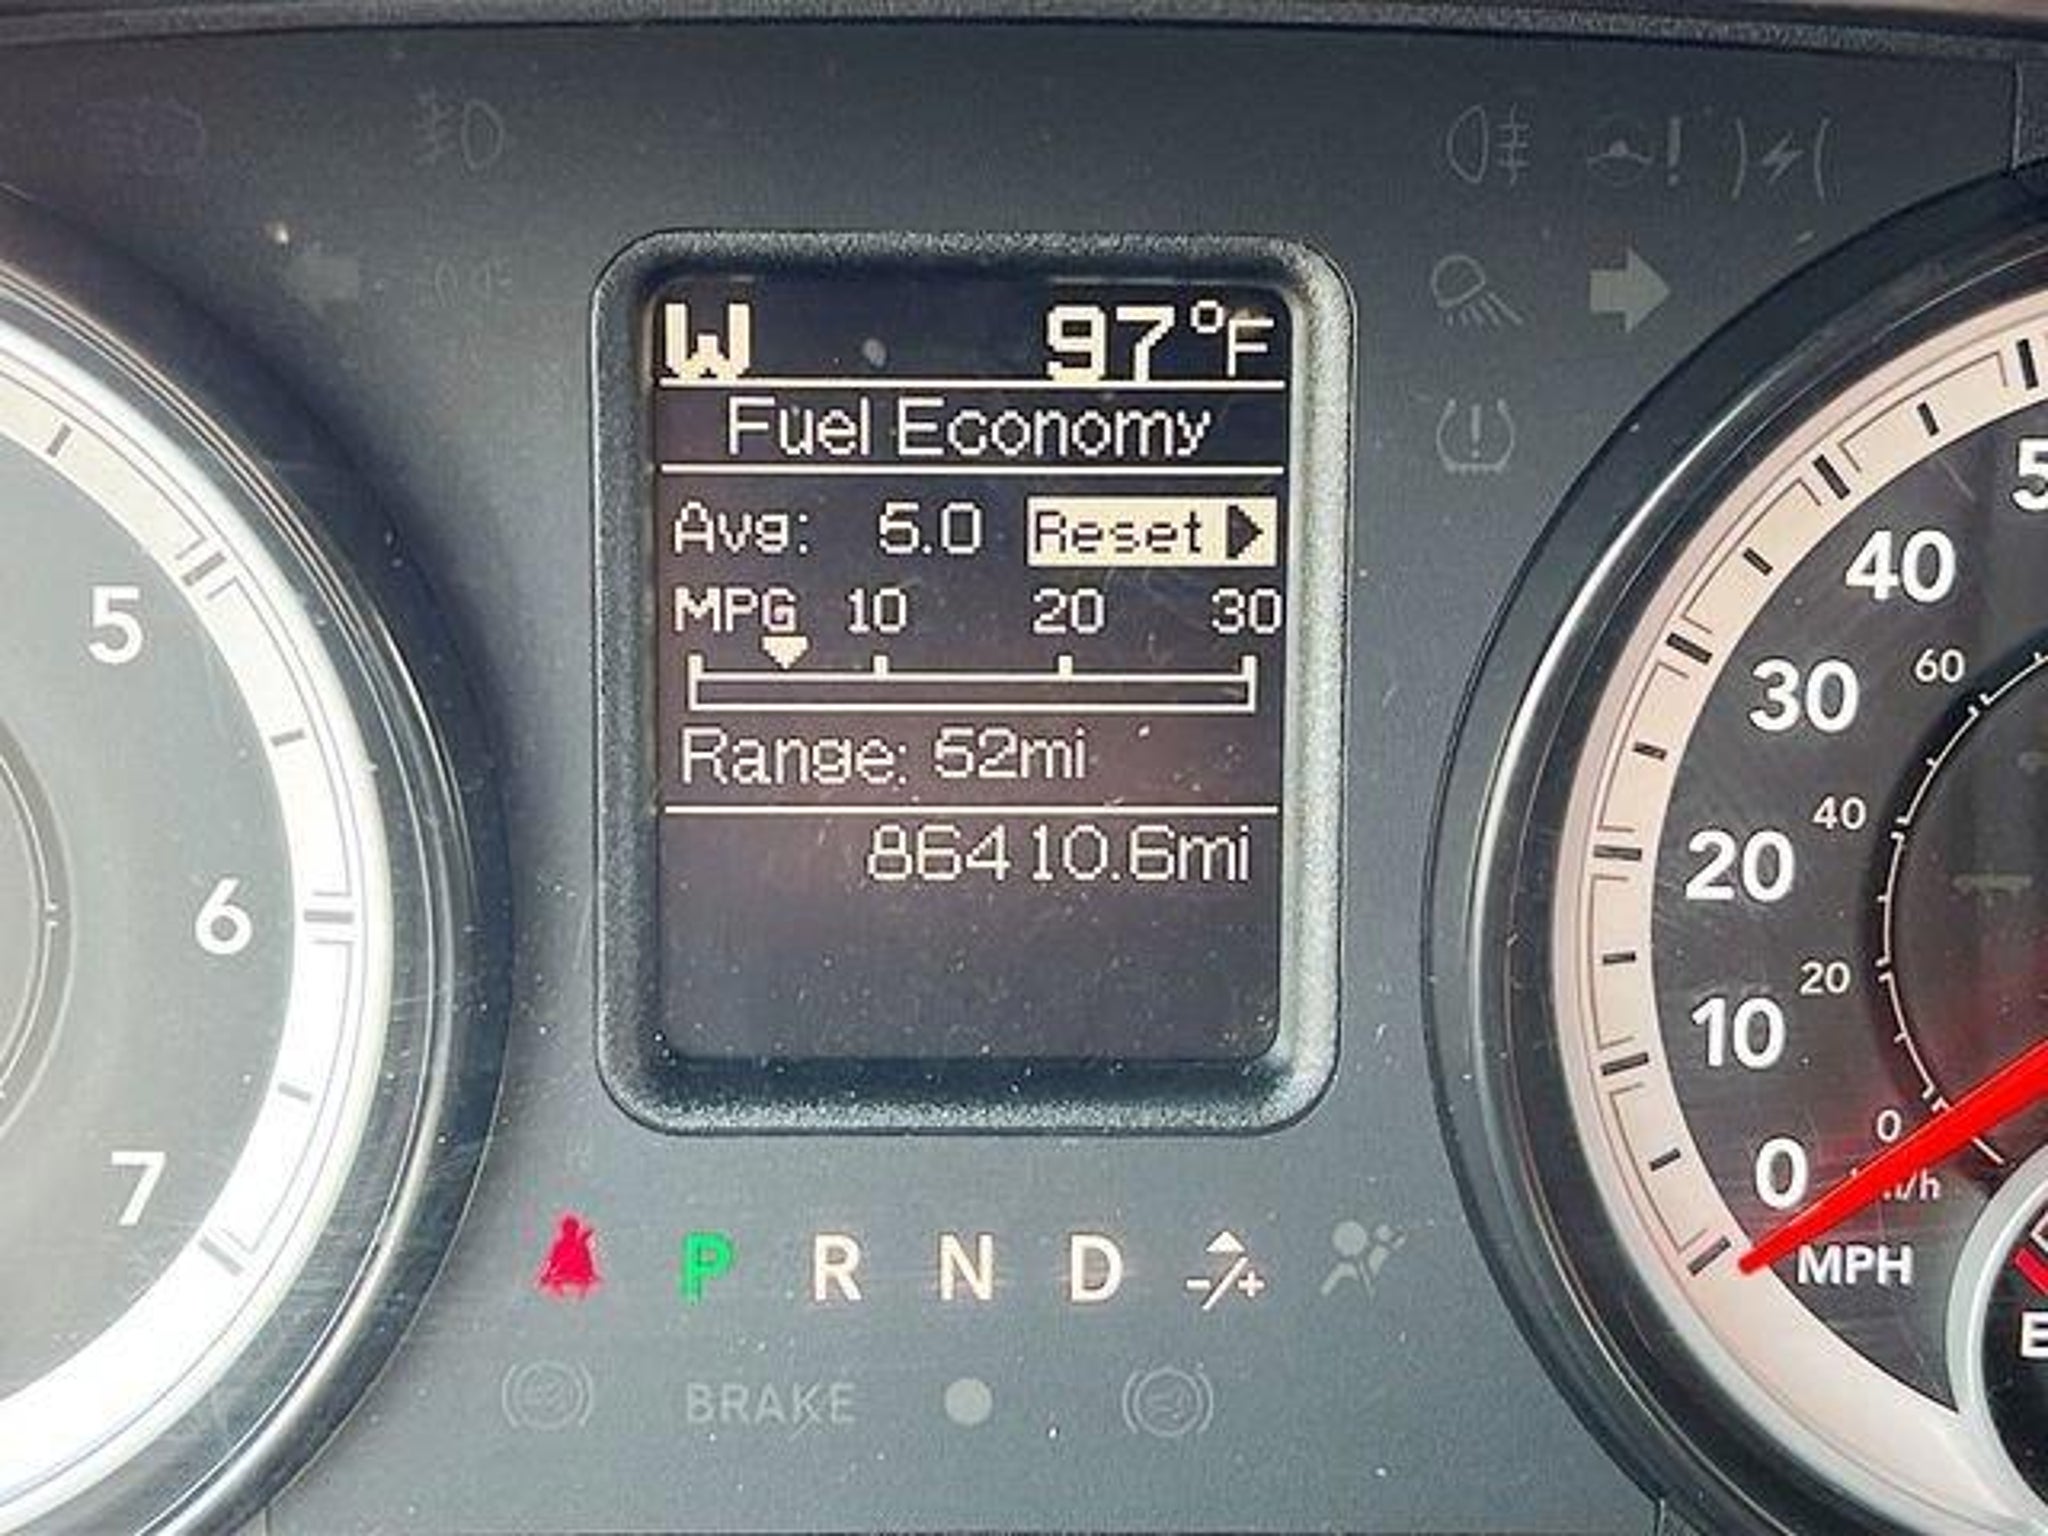 W 97°F
Fuel Economy
Avg: 5.0 Reset
MPG 10 20 30
Range: 52mi
86410.6mi
5
6
7
5
40
30
20
10
0
MPH
60
40
20
0
E
P R N D -/+
BRAKE